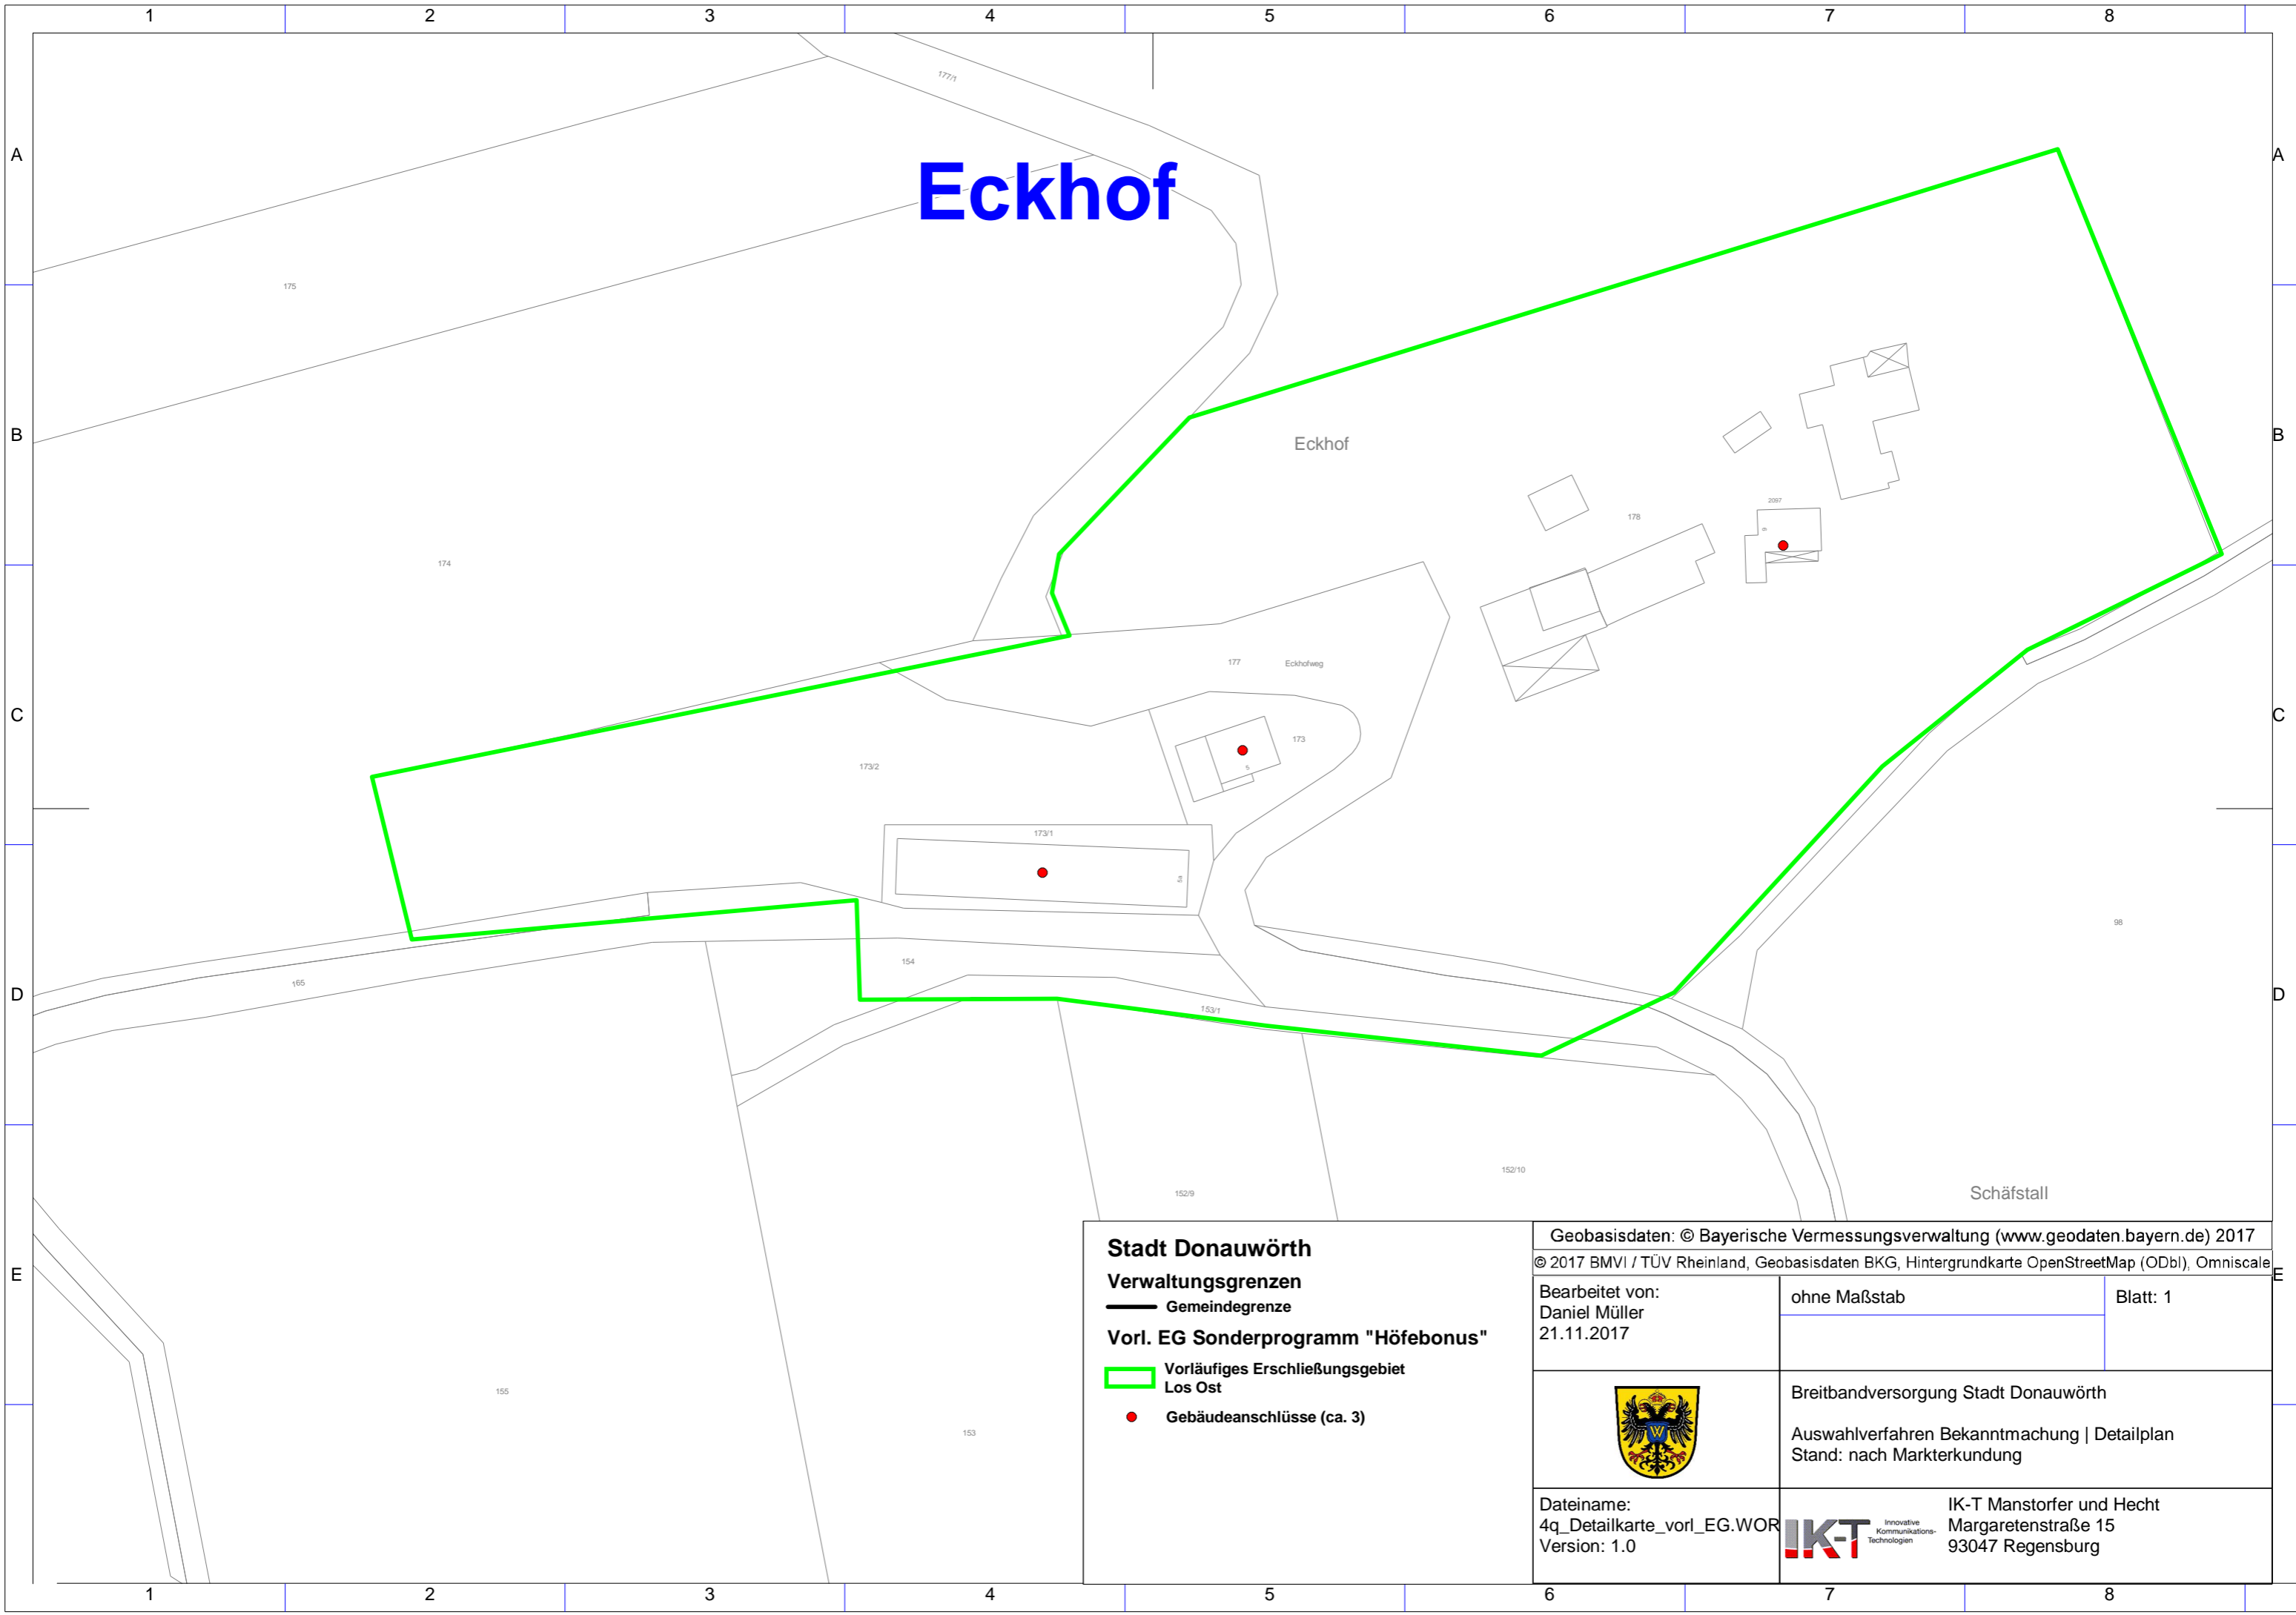 1 2 3 4 5 6 7 8
177/1
A A
Eckhof
175
B B
Eckhof
2097
178
174
177 Eckhofweg
C C
173
173/2
5
173/1
5a
98
154
165
D D
153/1
152/10
152/9
Schäfstall
155
153
E E
Stadt Donauwörth
Verwaltungsgrenzen
Gemeindegrenze
Vorl. EG Sonderprogramm "Höfebonus"
Vorläufiges Erschließungsgebiet
Los Ost
Gebäudeanschlüsse (ca. 3)
Geobasisdaten: © Bayerische Vermessungsverwaltung (www.geodaten.bayern.de) 2017
© 2017 BMVI / TÜV Rheinland, Geobasisdaten BKG, Hintergrundkarte OpenStreetMap (ODbl), Omniscale
Bearbeitet von:
Daniel Müller
21.11.2017
ohne Maßstab
Blatt: 1
W
Breitbandversorgung Stadt Donauwörth
Auswahlverfahren Bekanntmachung | Detailplan
Stand: nach Markterkundung
Dateiname:
4q_Detailkarte_vorl_EG.WOR
Version: 1.0
IK-T
Innovative
Kommunikations-
Technologien
IK-T Manstorfer und Hecht
Margaretenstraße 15
93047 Regensburg
1 2 3 4 5 6 7 8